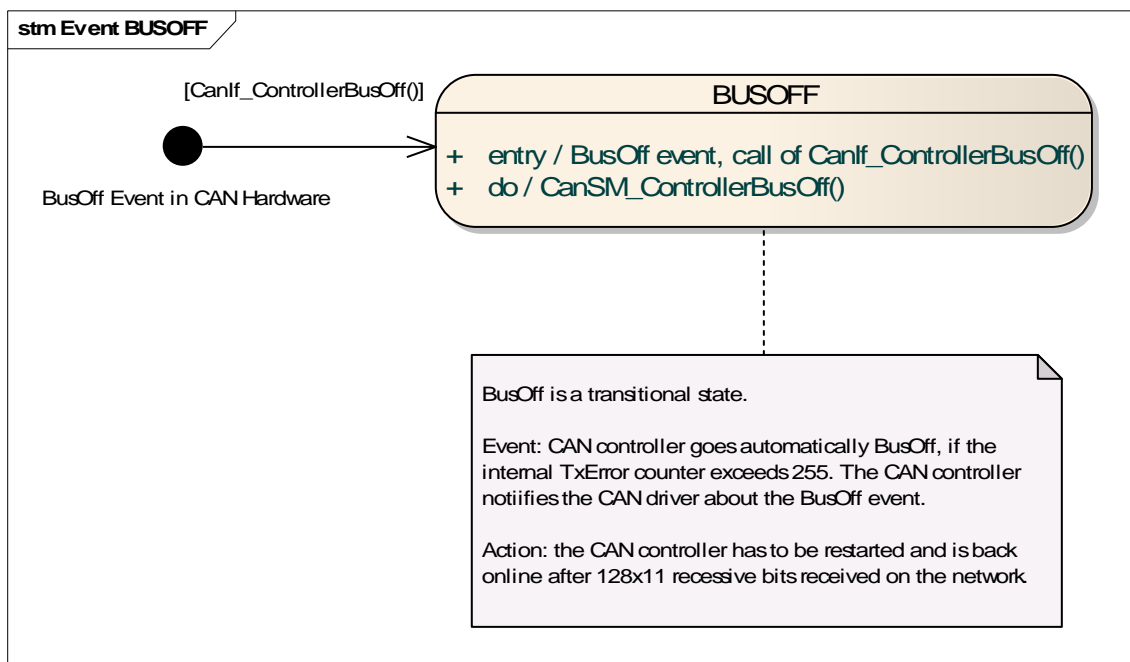 stm Event BUSOFF
[CanIf_ControllerBusOff()]
BusOff Event in CAN Hardware
BUSOFF
+ entry / BusOff event, call of CanIf_ControllerBusOff()
+ do / CanSM_ControllerBusOff()
BusOff is a transitional state.
Event: CAN controller goes automatically BusOff, if the
internal TxError counter exceeds 255. The CAN controller
notiifies the CAN driver about the BusOff event.
Action: the CAN controller has to be restarted and is back
online after 128x11 recessive bits received on the network.